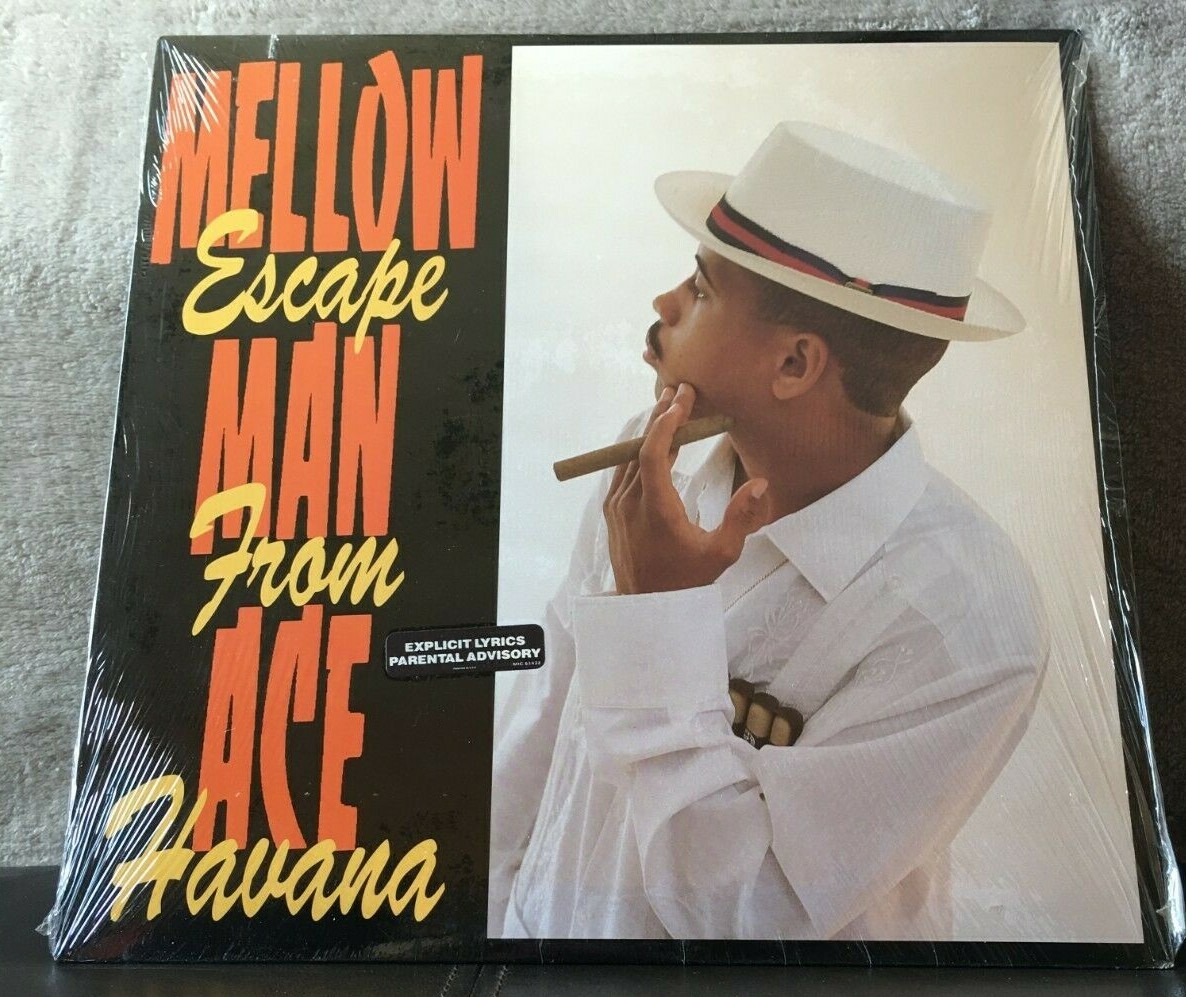 MELLOW
Escape
MAN
From
ACE
Havana
EXPLICIT LYRICS
PARENTAL ADVISORY